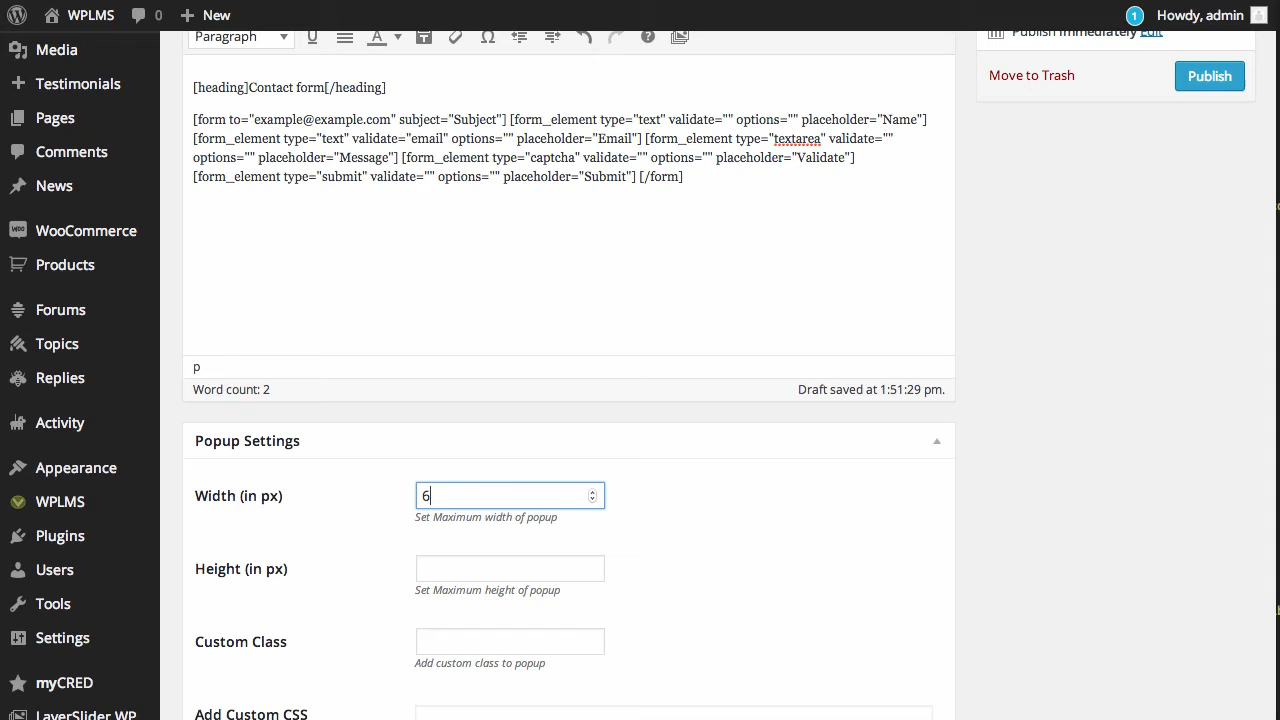 WPLMS 0 New 1 Howdy, admin
Media
Testimonials
Pages
Comments
News
WooCommerce
Products
Forums
Topics
Replies
Activity
Appearance
WPLMS
Plugins
Users
Tools
Settings
myCRED
LayerSlider WP
Paragraph
[heading]Contact form[/heading]
[form to="example@example.com" subject="Subject"] [form_element type="text" validate="" options="" placeholder="Name"]
[form_element type="text" validate="email" options="" placeholder="Email"] [form_element type="textarea" validate=""
options="" placeholder="Message"] [form_element type="captcha" validate="" options="" placeholder="Validate"]
[form_element type="submit" validate="" options="" placeholder="Submit"] [/form]
p
Word count: 2 Draft saved at 1:51:29 pm.
Popup Settings
Width (in px) 6
Set Maximum width of popup
Height (in px)
Set Maximum height of popup
Custom Class
Add custom class to popup
Add Custom CSS
Publish immediately Edit
Move to Trash Publish